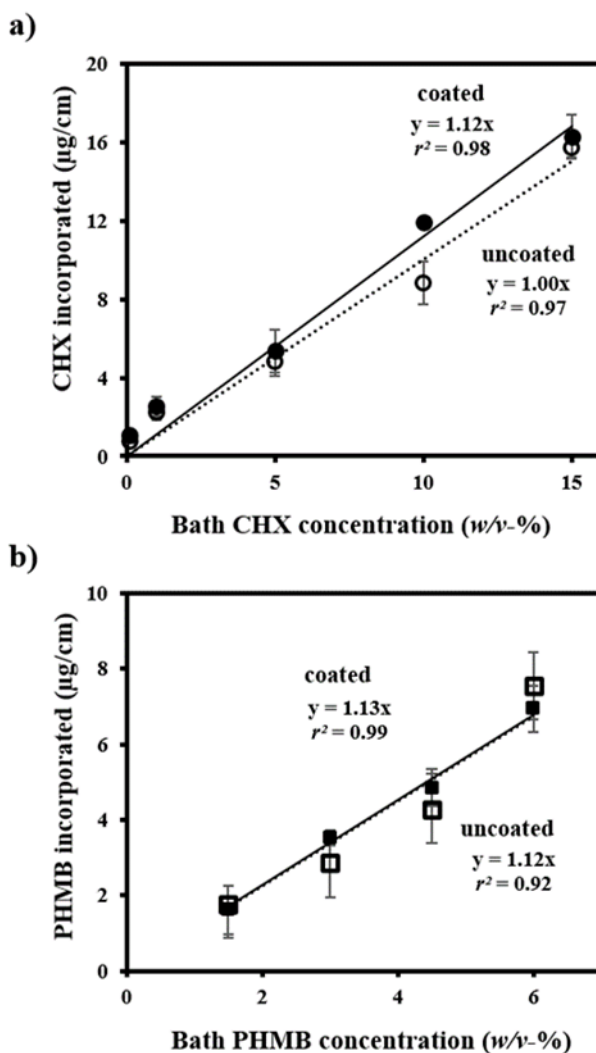 a)
20
16
12
8
4
0
CHX incorporated (µg/cm)
coated
y = 1.12x
r² = 0.98
uncoated
y = 1.00x
r² = 0.97
0
5
10
15
Bath CHX concentration (w/v-%)
b)
10
8
6
4
2
0
PHMB incorporated (µg/cm)
coated
y = 1.13x
r² = 0.99
uncoated
y = 1.12x
r² = 0.92
0
2
4
6
Bath PHMB concentration (w/v-%)